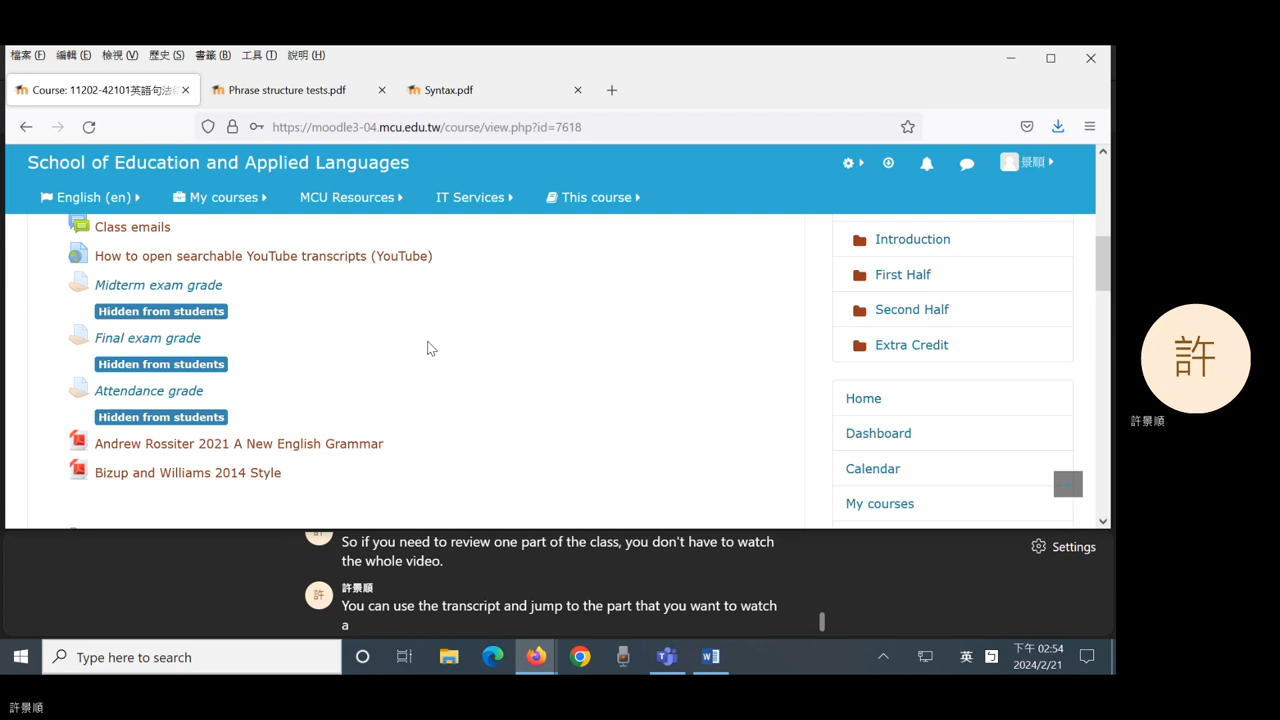 檔案 (F) 編輯 (E) 檢視 (V) 歷史 (S) 書籤 (B) 工具 (T) 說明 (H)
Course: 11202-42101英語句法
Phrase structure tests.pdf
Syntax.pdf
https://moodle3-04.mcu.edu.tw/course/view.php?id=7618
School of Education and Applied Languages
景順
English (en)
My courses
MCU Resources
IT Services
This course
Class emails
How to open searchable YouTube transcripts (YouTube)
Midterm exam grade
Hidden from students
Final exam grade
Hidden from students
Attendance grade
Hidden from students
Andrew Rossiter 2021 A New English Grammar
Bizup and Williams 2014 Style
Introduction
First Half
Second Half
Extra Credit
Home
Dashboard
Calendar
My courses
許
許景順
許
So if you need to review one part of the class, you don't have to watch
the whole video.
許
許景順
You can use the transcript and jump to the part that you want to watch
a
Settings
Type here to search
英
下午 02:54
2024/2/21
許景順